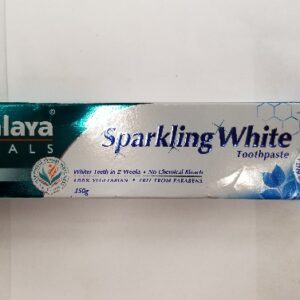 alaya
ALS
Sparkling White
Toothpaste
Whiter Teeth in 2 Weeks • No Chemical Bleach
100% VEGETARIAN • FREE FROM PARABENS
150g